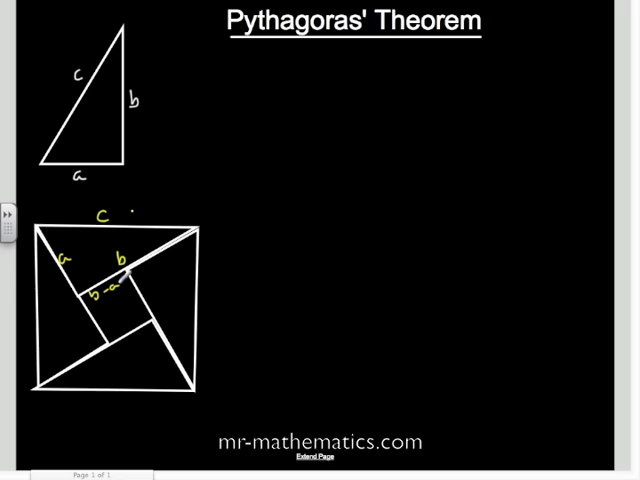 Pythagoras' Theorem
c
b
a
c
a
b
b-a
mr-mathematics.com
Extend Page
Page 1 of 1